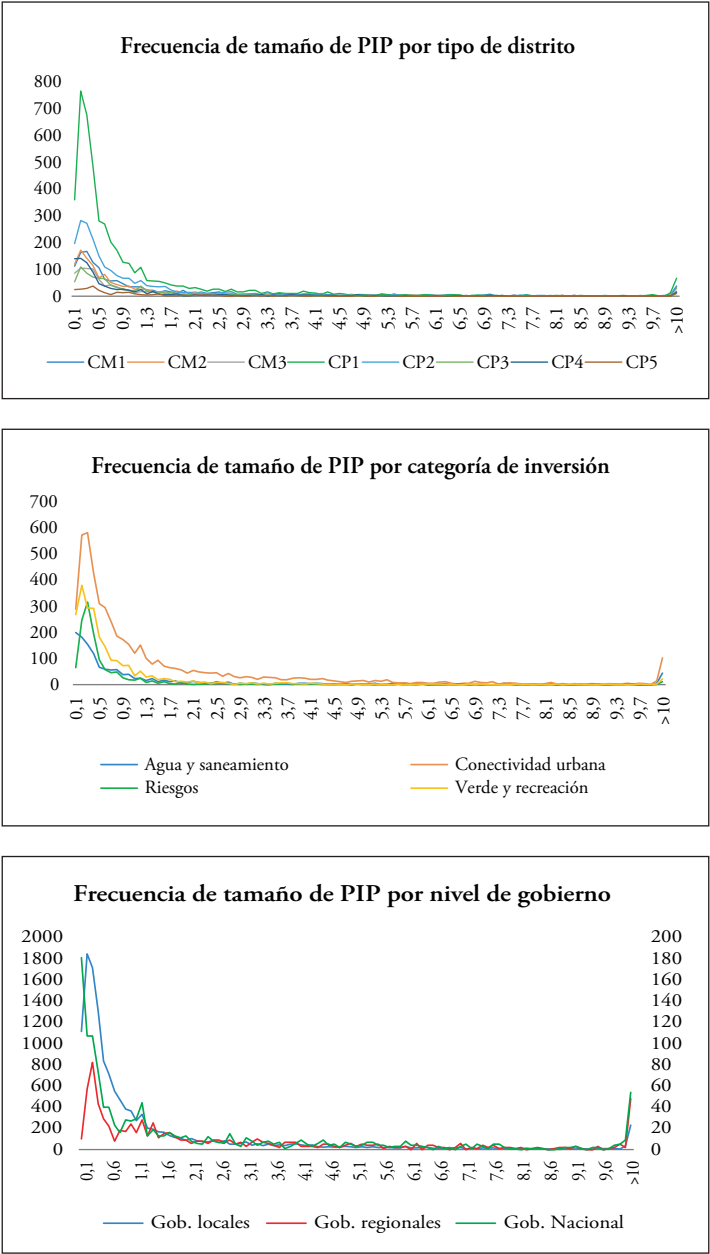 Frecuencia de tamaño de PIP por tipo de distrito
800
700
600
500
400
300
200
100
0
0,1 0,5 0,9 1,3 1,7 2,1 2,5 2,9 3,3 3,7 4,1 4,5 4,9 5,3 5,7 6,1 6,5 6,9 7,3 7,7 8,1 8,5 8,9 9,3 9,7 >10
CM1 CM2 CM3 CP1 CP2 CP3 CP4 CP5
Frecuencia de tamaño de PIP por categoría de inversión
700
600
500
400
300
200
100
0
0,1 0,5 0,9 1,3 1,7 2,1 2,5 2,9 3,3 3,7 4,1 4,5 4,9 5,3 5,7 6,1 6,5 6,9 7,3 7,7 8,1 8,5 8,9 9,3 9,7 >10
Agua y saneamiento Conectividad urbana
Riesgos Verde y recreación
Frecuencia de tamaño de PIP por nivel de gobierno
2000 200
1800 180
1600 160
1400 140
1200 120
1000 100
800 80
600 60
400 40
200 20
0 0
0,1 0,6 1,1 1,6 2,1 2,6 3,1 3,6 4,1 4,6 5,1 5,6 6,1 6,6 7,1 7,6 8,1 8,6 9,1 9,6 >10
Gob. locales Gob. regionales Gob. Nacional